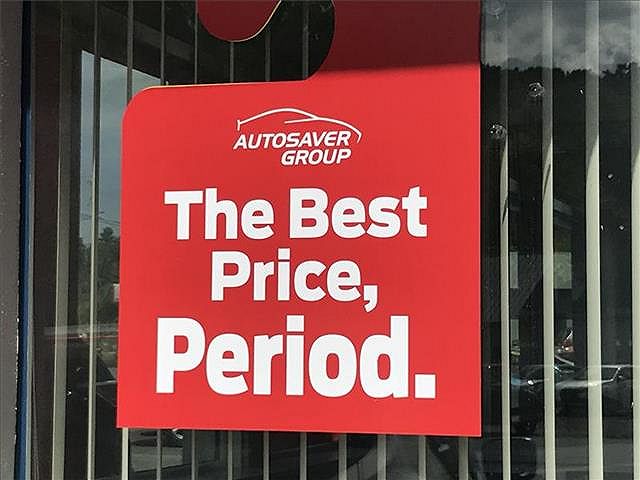 AUTOSAVER
GROUP
The Best
Price,
Period.